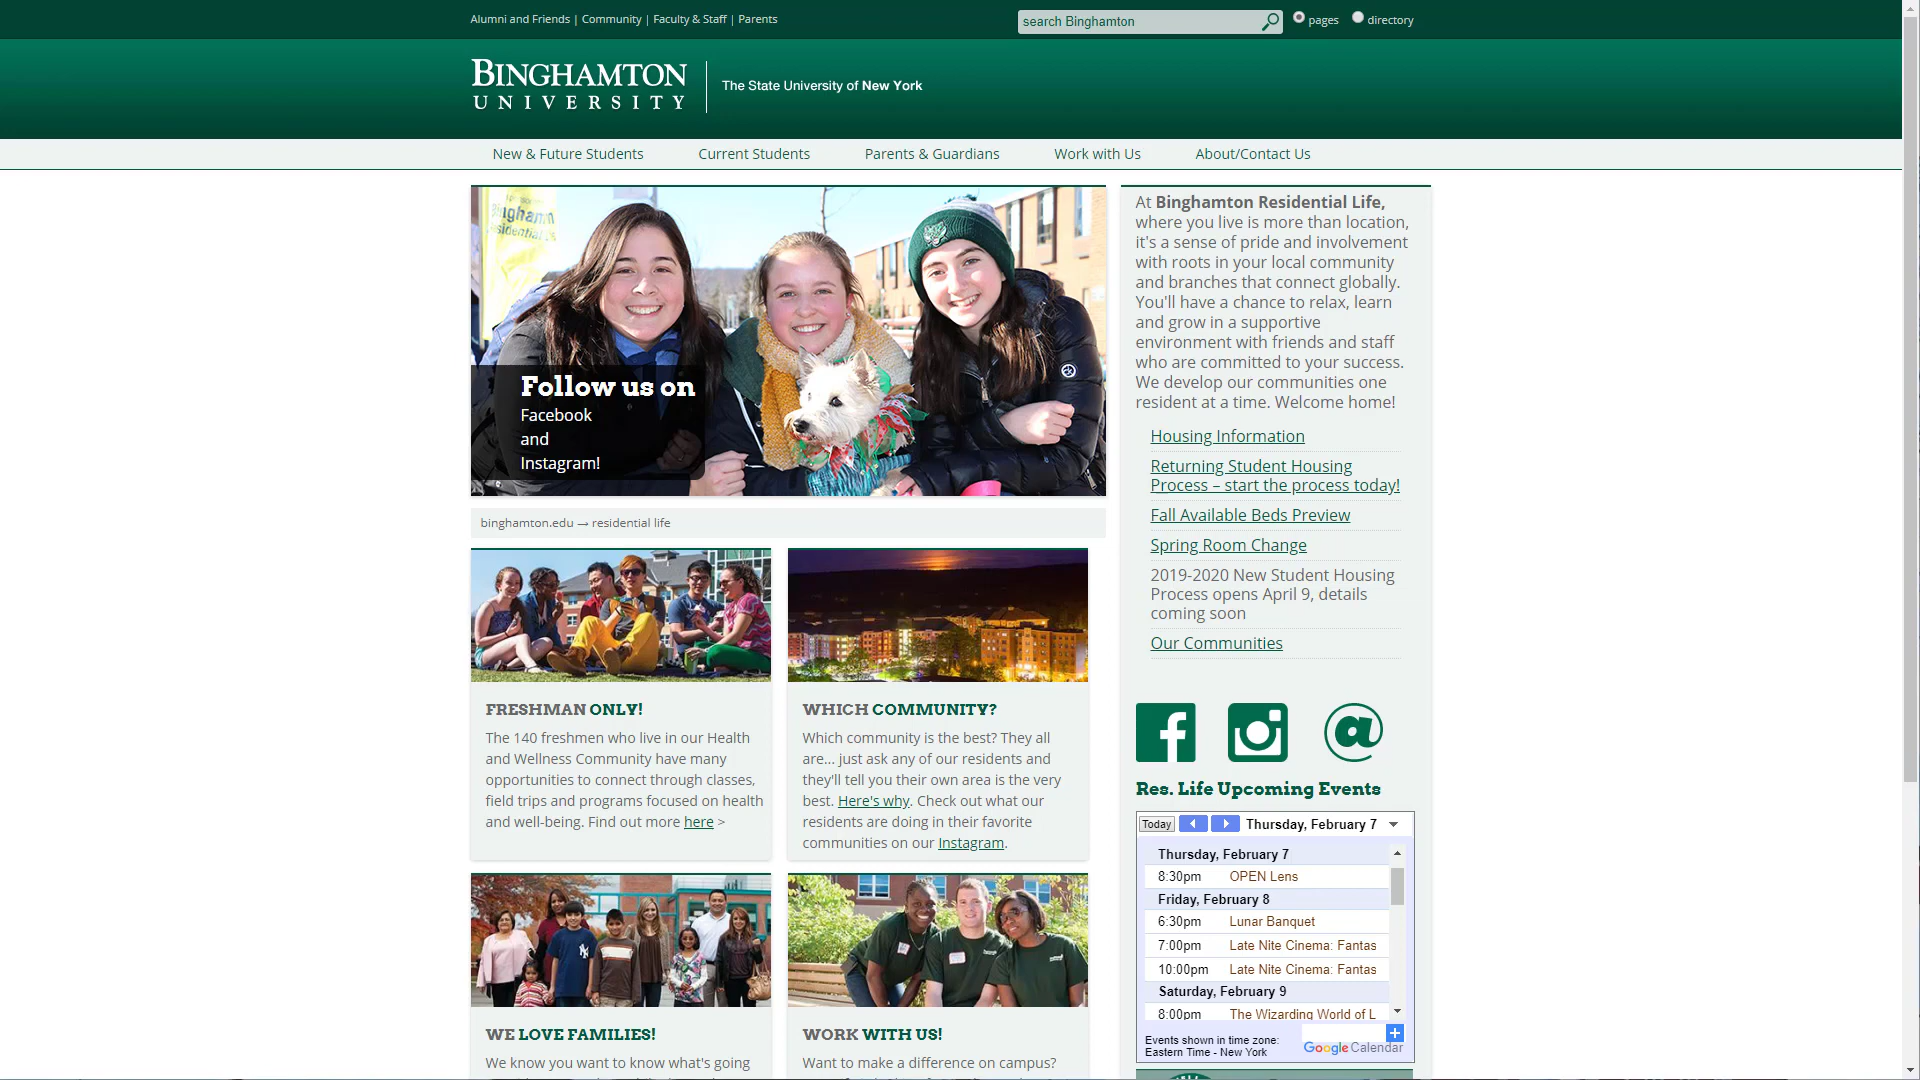 Alumni and Friends | Community | Faculty & Staff | Parents
search Binghamton
pages
directory
BINGHAMTON
UNIVERSITY
The State University of New York
New & Future Students
Current Students
Parents & Guardians
Work with Us
About/Contact Us
Follow us on
Facebook
and
Instagram!
binghamton.edu → residential life
FRESHMAN ONLY!
The 140 freshmen who live in our Health
and Wellness Community have many
opportunities to connect through classes,
field trips and programs focused on health
and well-being. Find out more here >
WHICH COMMUNITY?
Which community is the best? They all
are... just ask any of our residents and
they'll tell you their own area is the very
best. Here's why. Check out what our
residents are doing in their favorite
communities on our Instagram.
WE LOVE FAMILIES!
We know you want to know what's going
WORK WITH US!
Want to make a difference on campus?
At Binghamton Residential Life,
where you live is more than location,
it's a sense of pride and involvement
with roots in your local community
and branches that connect globally.
You'll have a chance to relax, learn
and grow in a supportive
environment with friends and staff
who are committed to your success.
We develop our communities one
resident at a time. Welcome home!
Housing Information
Returning Student Housing
Process – start the process today!
Fall Available Beds Preview
Spring Room Change
2019-2020 New Student Housing
Process opens April 9, details
coming soon
Our Communities
Res. Life Upcoming Events
Today
Thursday, February 7
Thursday, February 7
8:30pm OPEN Lens
Friday, February 8
6:30pm Lunar Banquet
7:00pm Late Nite Cinema: Fantas
10:00pm Late Nite Cinema: Fantas
Saturday, February 9
8:00pm The Wizarding World of L
Events shown in time zone:
Eastern Time - New York
Google Calendar